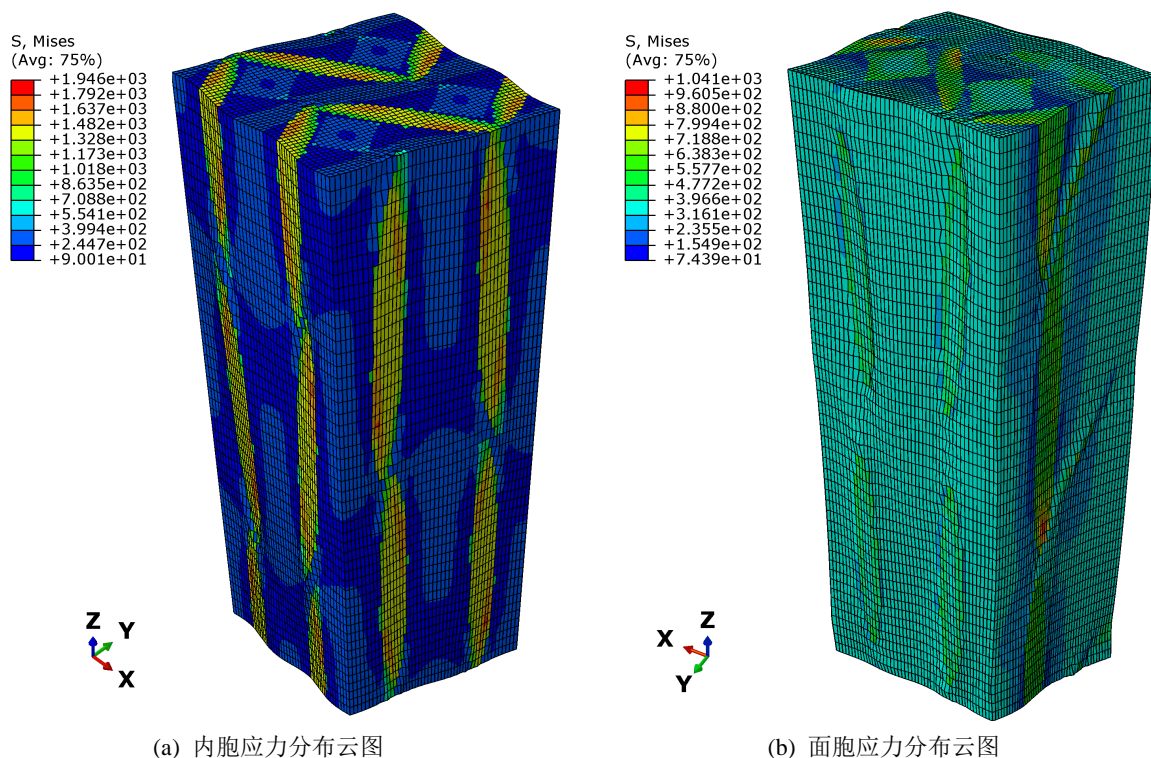 S, Mises
(Avg: 75%)
+1.946e+03
+1.792e+03
+1.637e+03
+1.482e+03
+1.328e+03
+1.173e+03
+1.018e+03
+8.635e+02
+7.088e+02
+5.541e+02
+3.994e+02
+2.447e+02
+9.001e+01
Z
Y
X
(a) 内胞应力分布云图
S, Mises
(Avg: 75%)
+1.041e+03
+9.605e+02
+8.800e+02
+7.994e+02
+7.188e+02
+6.383e+02
+5.577e+02
+4.772e+02
+3.966e+02
+3.161e+02
+2.355e+02
+1.549e+02
+7.439e+01
Z
X
Y
(b) 面胞应力分布云图